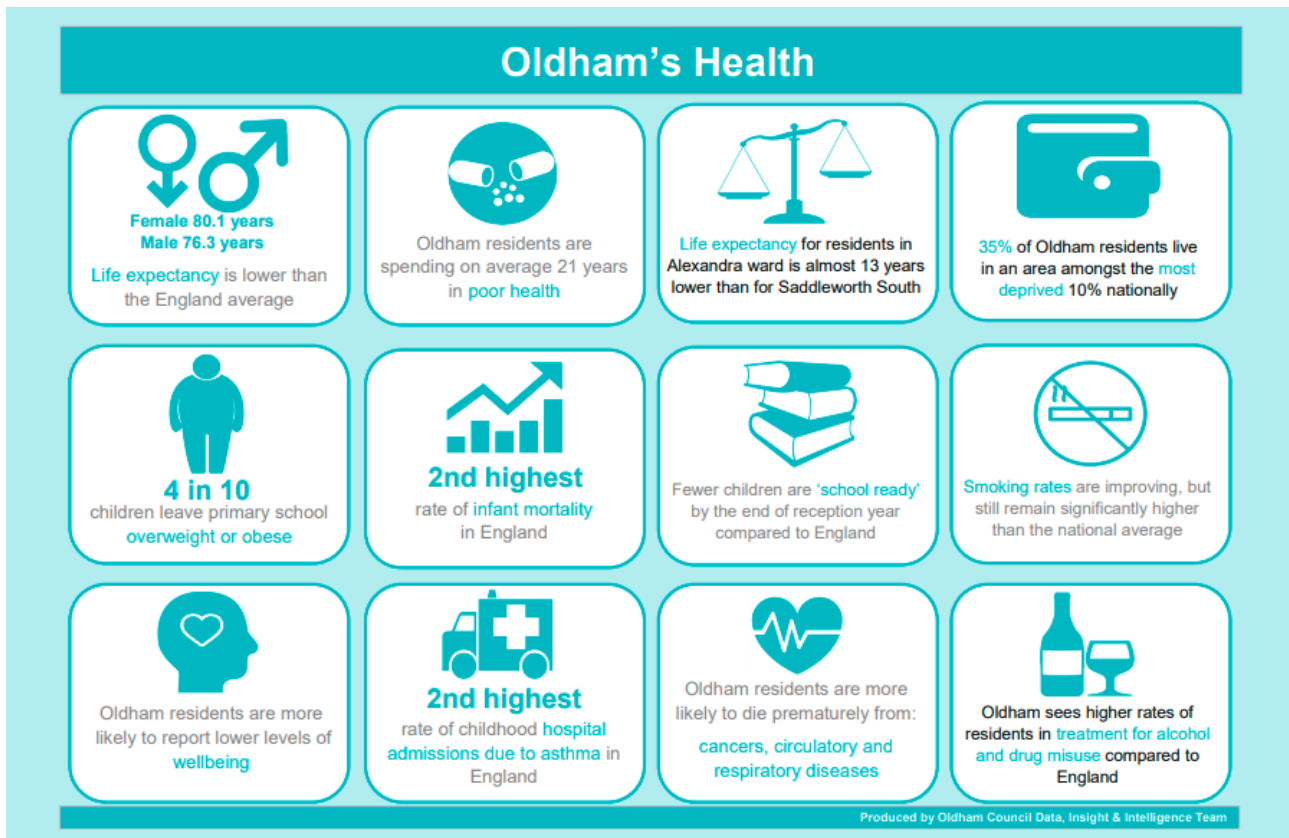 Oldham's Health
Female 80.1 years
Male 76.3 years
Life expectancy is lower than
the England average
Oldham residents are
spending on average 21 years
in poor health
Life expectancy for residents in
Alexandra ward is almost 13 years
lower than for Saddleworth South
35% of Oldham residents live
in an area amongst the most
deprived 10% nationally
4 in 10
children leave primary school
overweight or obese
2nd highest
rate of infant mortality
in England
Fewer children are 'school ready'
by the end of reception year
compared to England
Smoking rates are improving, but
still remain significantly higher
than the national average
Oldham residents are more
likely to report lower levels of
wellbeing
2nd highest
rate of childhood hospital
admissions due to asthma in
England
Oldham residents are more
likely to die prematurely from:
cancers, circulatory and
respiratory diseases
Oldham sees higher rates of
residents in treatment for alcohol
and drug misuse compared to
England
Produced by Oldham Council Data, Insight & Intelligence Team